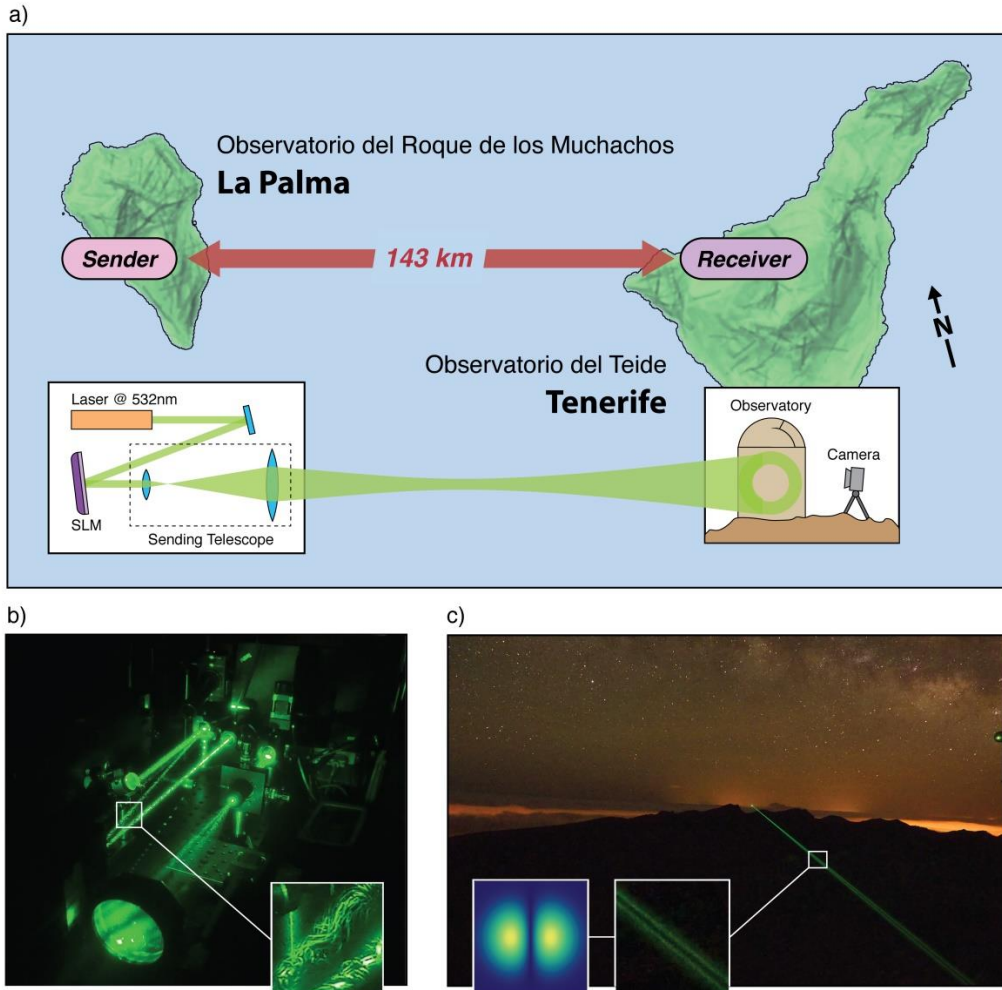 a)
Observatorio del Roque de los Muchachos
La Palma
Sender
143 km
Receiver
N
Observatorio del Teide
Tenerife
Laser @ 532nm
SLM
Sending Telescope
Observatory
Camera
b)
c)